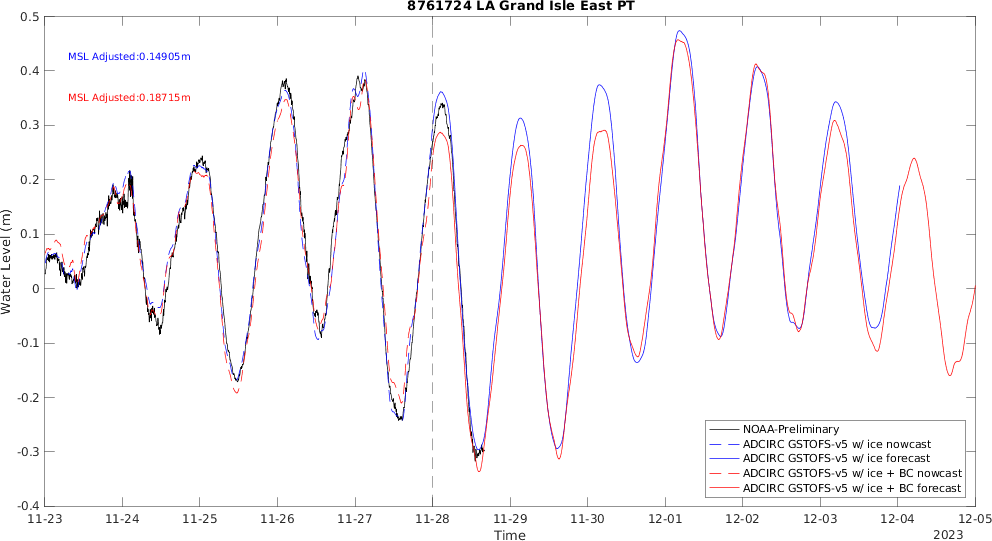 8761724 LA Grand Isle East PT
MSL Adjusted:0.14905m
MSL Adjusted:0.18715m
Water Level (m)
0.5
0.4
0.3
0.2
0.1
0
-0.1
-0.2
-0.3
-0.4
NOAA-Preliminary
ADCIRC GSTOFS-v5 w/ ice nowcast
ADCIRC GSTOFS-v5 w/ ice forecast
ADCIRC GSTOFS-v5 w/ ice + BC nowcast
ADCIRC GSTOFS-v5 w/ ice + BC forecast
11-23 11-24 11-25 11-26 11-27 11-28 11-29 11-30 12-01 12-02 12-03 12-04 12-05
Time
2023